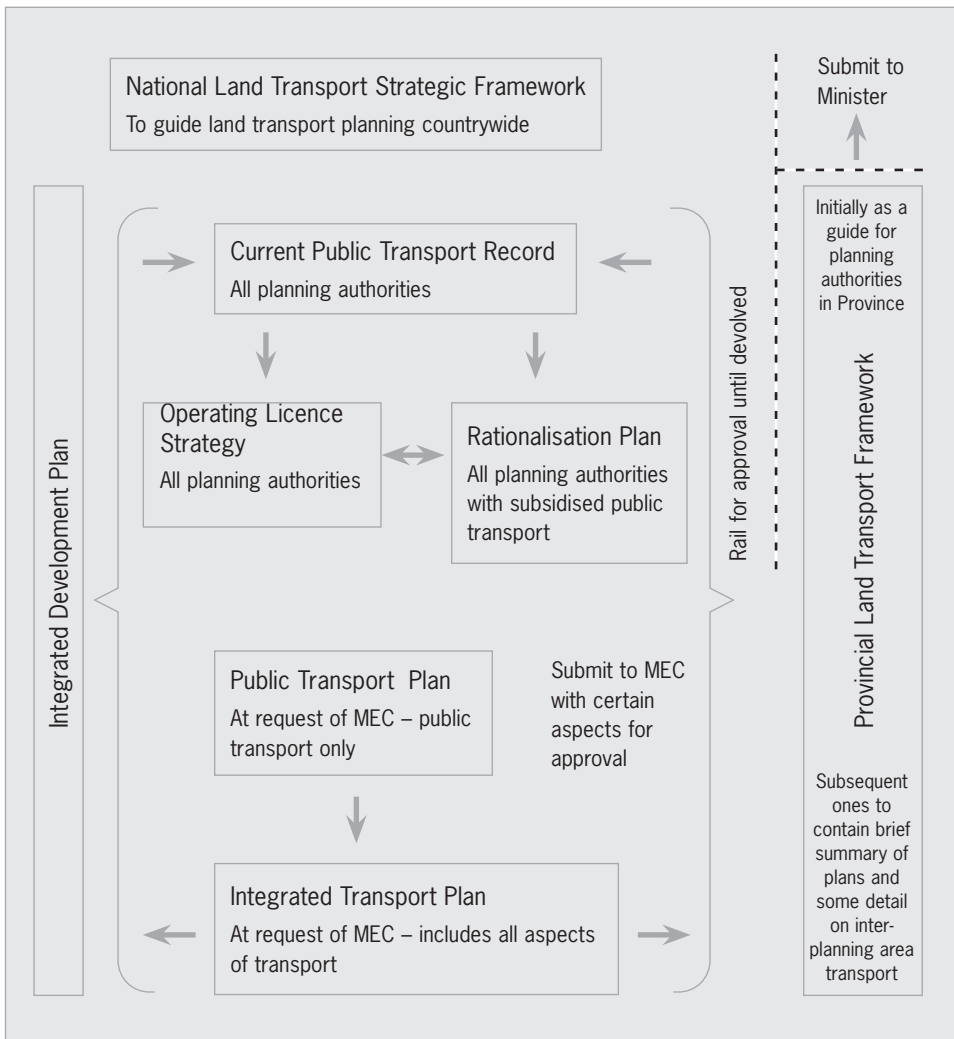 National Land Transport Strategic Framework
To guide land transport planning countrywide
Submit to
Minister
Integrated Development Plan
Current Public Transport Record
All planning authorities
Operating Licence
Strategy
All planning authorities
Rationalisation Plan
All planning authorities
with subsidised public
transport
Public Transport Plan
At request of MEC – public
transport only
Submit to MEC
with certain
aspects for
approval
Integrated Transport Plan
At request of MEC – includes all aspects
of transport
Rail for approval until devolved
Initially as a
guide for
planning
authorities
in Province
Provincial Land Transport Framework
Subsequent
ones to
contain brief
summary of
plans and
some detail
on inter-
planning area
transport